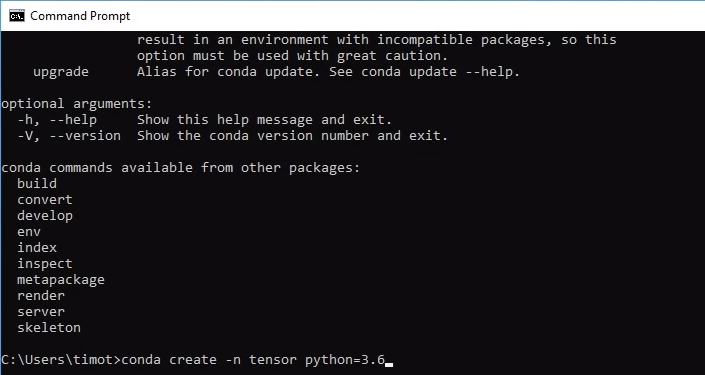 Command Prompt
result in an environment with incompatible packages, so this
option must be used with great caution.
upgrade      Alias for conda update. See conda update --help.
optional arguments:
-h, --help     Show this help message and exit.
-V, --version  Show the conda version number and exit.
conda commands available from other packages:
build
convert
develop
env
index
inspect
metapackage
render
server
skeleton
C:\Users\timot>conda create -n tensor python=3.6